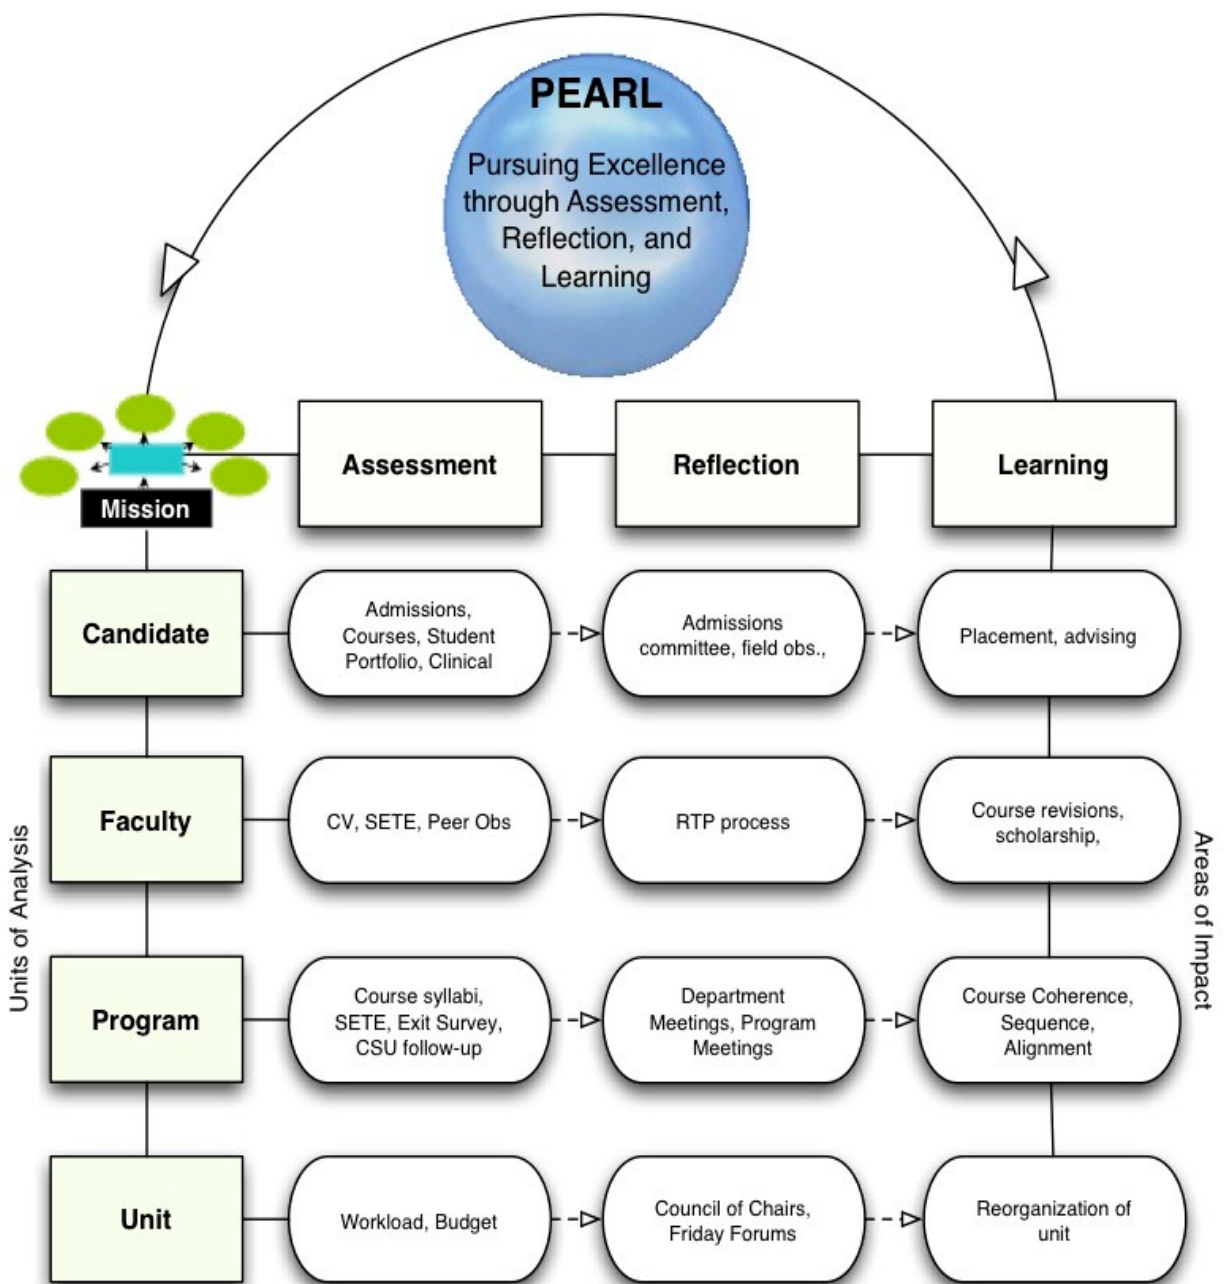 PEARL
Pursuing Excellence
through Assessment,
Reflection, and
Learning
Mission
Assessment
Reflection
Learning
Candidate
Admissions,
Courses, Student
Portfolio, Clinical
Admissions
committee, field obs.,
Placement, advising
Units of Analysis
Faculty
CV, SETE, Peer Obs
RTP process
Course revisions,
scholarship,
Areas of Impact
Program
Course syllabi,
SETE, Exit Survey,
CSU follow-up
Department
Meetings, Program
Meetings
Course Coherence,
Sequence,
Alignment
Unit
Workload, Budget
Council of Chairs,
Friday Forums
Reorganization of
unit